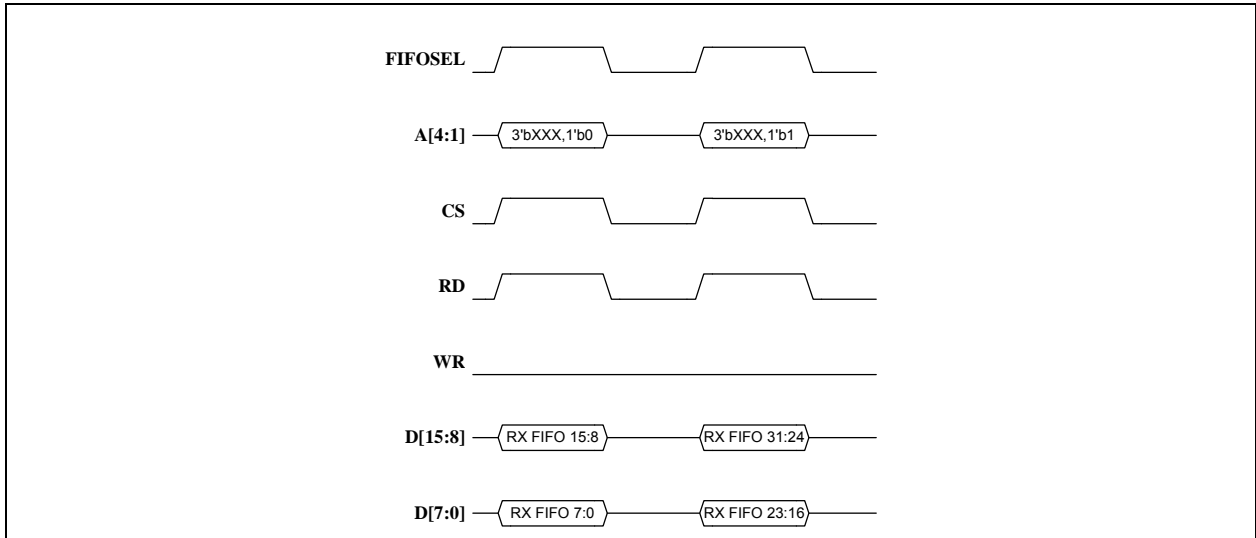 FIFOSEL
A[4:1] 3'bXXX,1'b0 3'bXXX,1'b1
CS
RD
WR
D[15:8] RX FIFO 15:8 RX FIFO 31:24
D[7:0] RX FIFO 7:0 RX FIFO 23:16